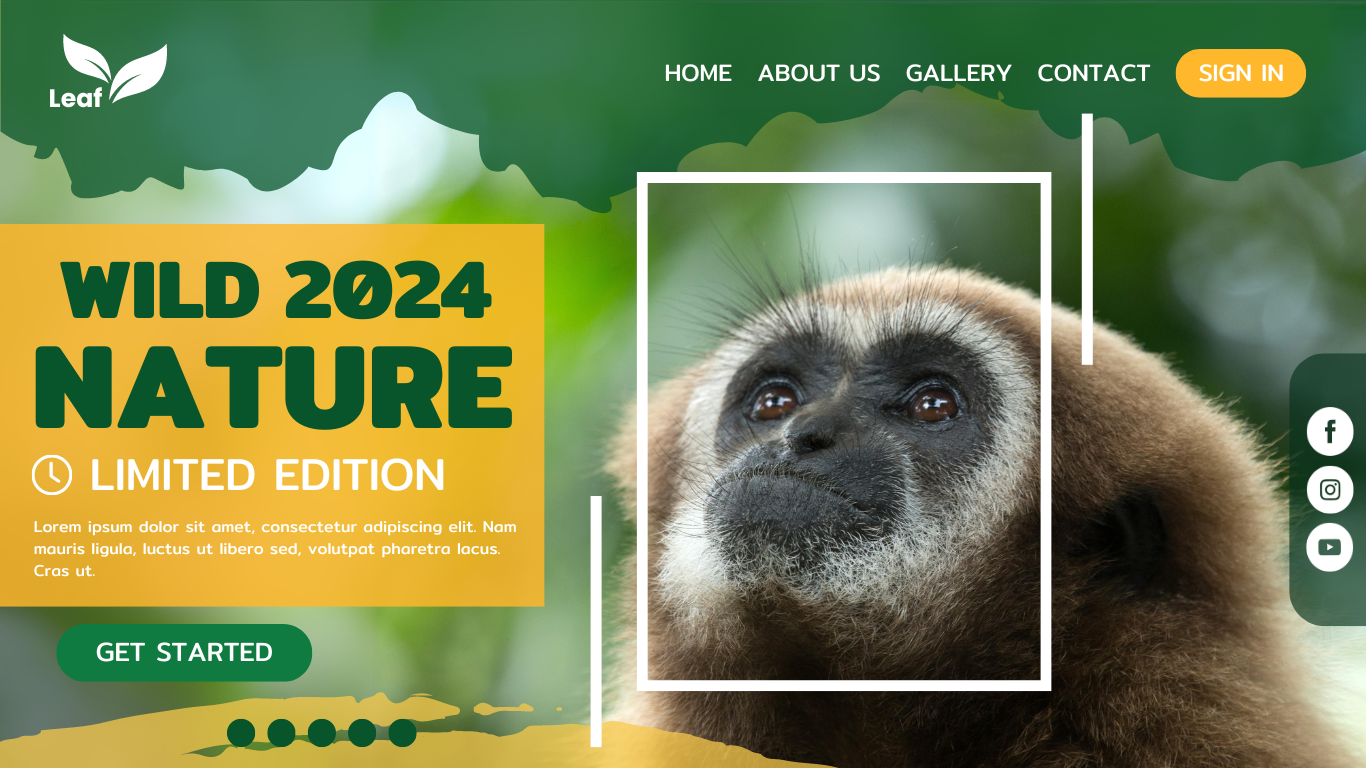 Leaf
HOME ABOUT US GALLERY CONTACT SIGN IN
WILD 2024
NATURE
LIMITED EDITION
Lorem ipsum dolor sit amet, consectetur adipiscing elit. Nam
mauris ligula, luctus ut libero sed, volutpat pharetra lacus.
Cras ut.
GET STARTED